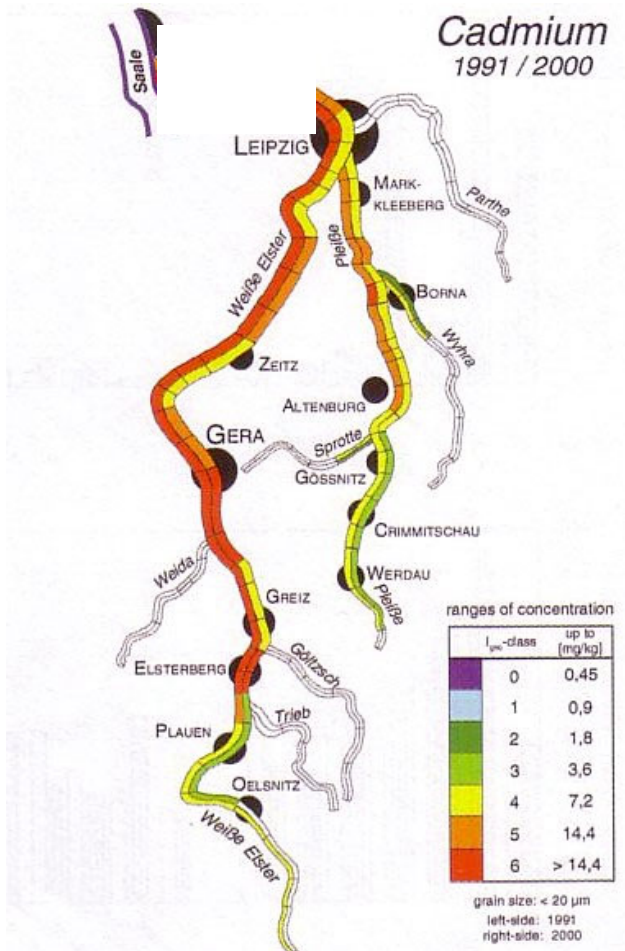 Cadmium
1991 / 2000
Saale
LEIPZIG
MARK-
KLEEBERG
Parthe
Pleiße
Weiße Elster
BORNA
Wyhra
ZEITZ
ALTENBURG
GERA
Sprotte
GÖSSNITZ
CRIMMITSCHAU
Weida
WERDAU
Pleiße
GREIZ
Göltzsch
ELSTERBERG
Trieb
PLAUEN
OELSNITZ
Weiße Elster
ranges of concentration
Igeo-class up to
[mg/kg]
0 0,45
1 0,9
2 1,8
3 3,6
4 7,2
5 14,4
6 > 14,4
grain size: < 20 µm
left-side: 1991
right-side: 2000